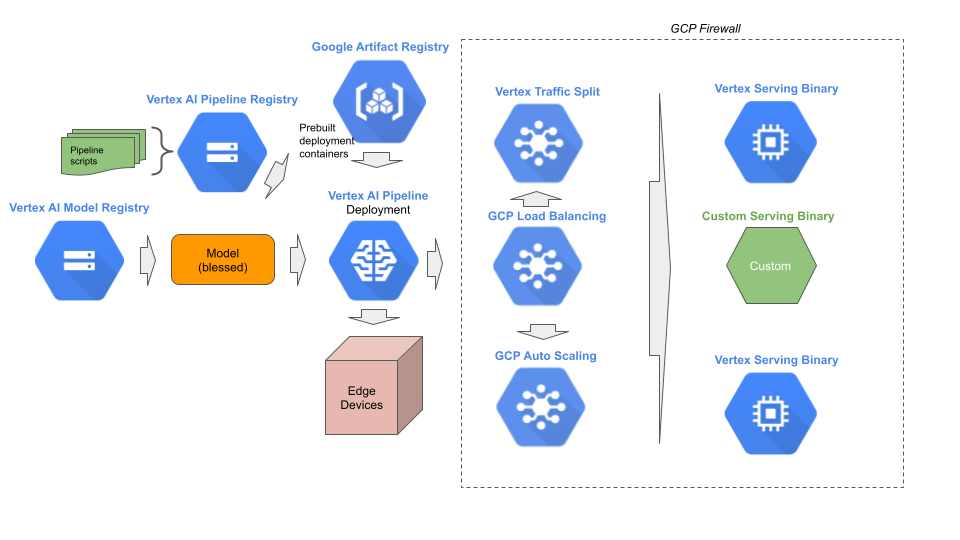 GCP Firewall
Google Artifact Registry
Vertex AI Pipeline Registry
Vertex Traffic Split
Vertex Serving Binary
Pipeline
scripts
Prebuilt
deployment
containers
Vertex AI Model Registry
Vertex AI Pipeline
Deployment
GCP Load Balancing
Custom Serving Binary
Model
(blessed)
Custom
GCP Auto Scaling
Vertex Serving Binary
Edge
Devices